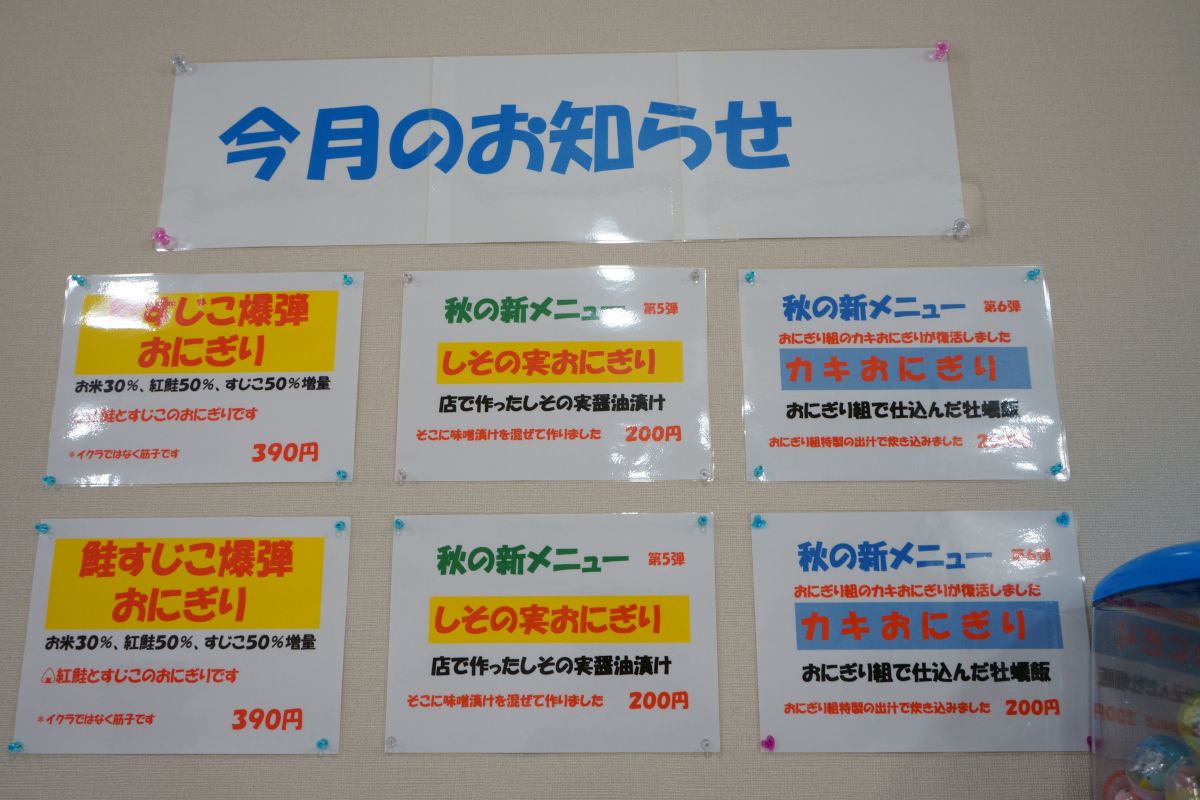 今月のお知らせ
すじこ爆弾
おにぎり
お米30％、紅鮭50％、すじこ50％増量
鮭とすじこのおにぎりです
＊イクラではなく筋子です
390円
秋の新メニュー 第5弾
しその実おにぎり
店で作ったしその実醤油漬け
そこに味噌漬けを混ぜて作りました 200円
秋の新メニュー 第6弾
おにぎり組のカキおにぎりが復活しました
カキおにぎり
おにぎり組で仕込んだ牡蠣飯
おにぎり組特製の出汁で炊き込みました
鮭すじこ爆弾
おにぎり
お米30％、紅鮭50％、すじこ50％増量
🍙紅鮭とすじこのおにぎりです
＊イクラではなく筋子です 390円
秋の新メニュー 第5弾
しその実おにぎり
店で作ったしその実醤油漬け
そこに味噌漬けを混ぜて作りました 200円
秋の新メニュー 第6弾
おにぎり組のカキおにぎりが復活しました
カキおにぎり
おにぎり組で仕込んだ牡蠣飯
おにぎり組特製の出汁で炊き込みました 200円